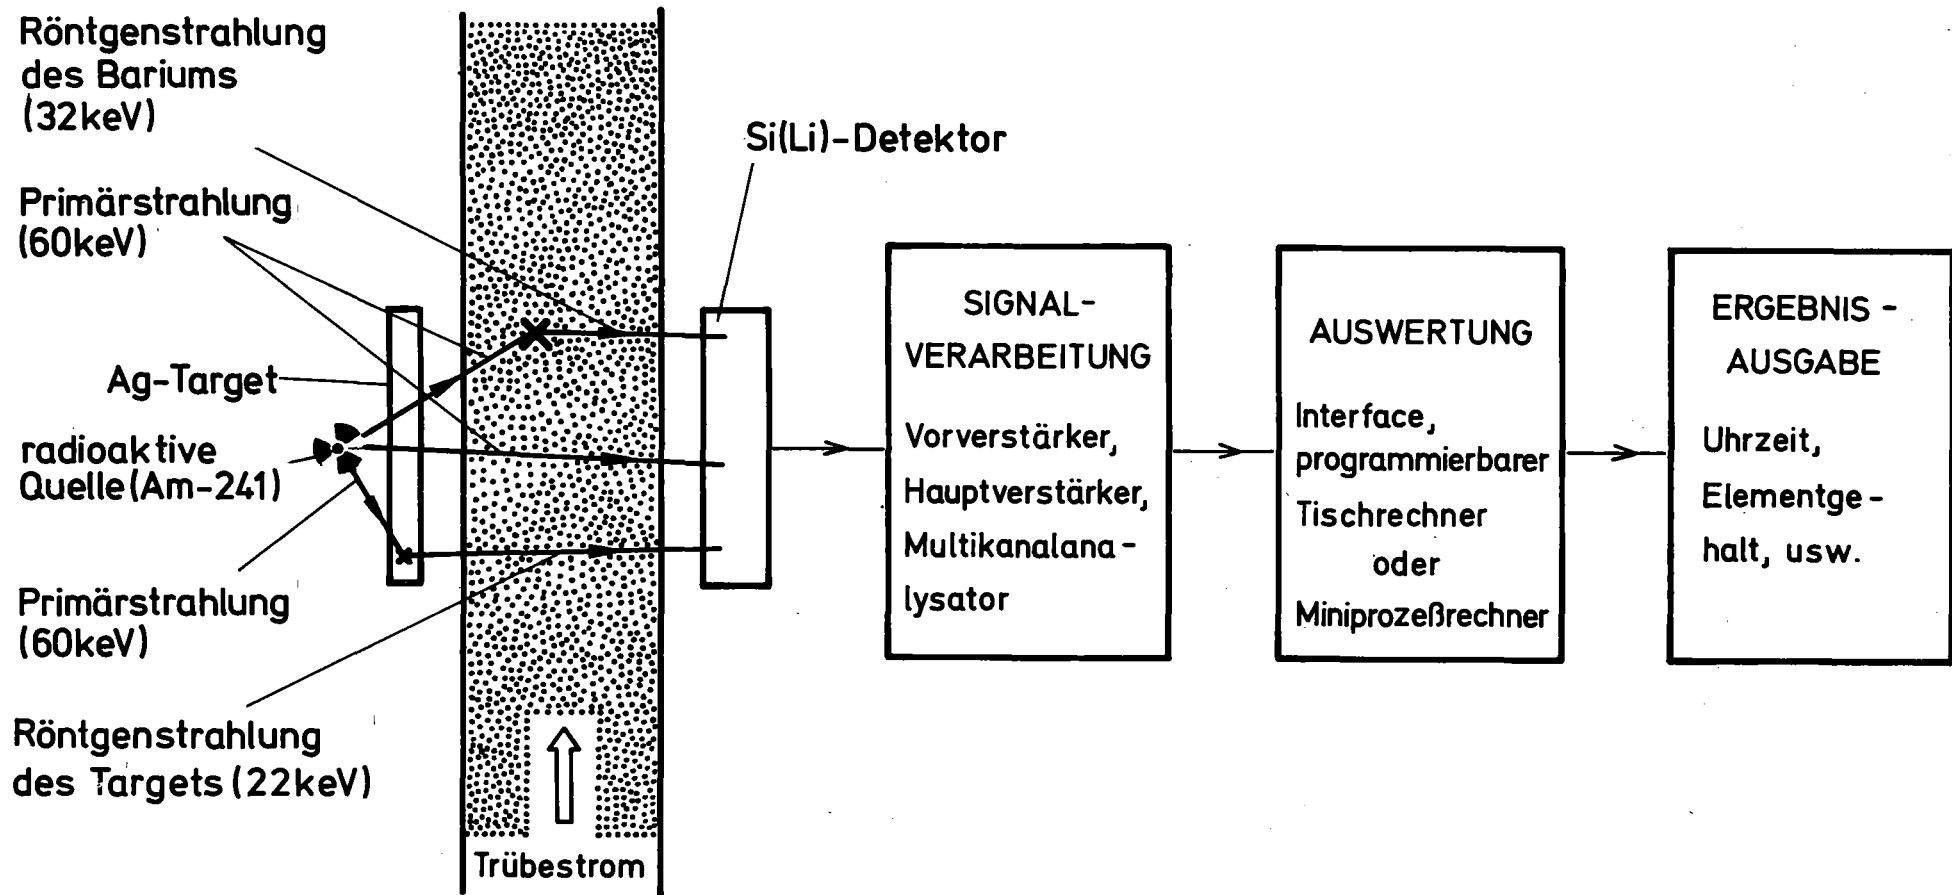 Röntgenstrahlung
des Bariums
(32keV)
Primärstrahlung
(60keV)
Ag-Target
radioaktive
Quelle(Am-241)
Primärstrahlung
(60keV)
Röntgenstrahlung
des Targets (22keV)
Trübestrom
Si(Li)-Detektor
SIGNAL-
VERARBEITUNG
Vorverstärker,
Hauptverstärker,
Multikanalana-
lysator
AUSWERTUNG
Interface,
programmierbarer
Tischrechner
oder
Miniprozeßrechner
ERGEBNIS-
AUSGABE
Uhrzeit,
Elementge-
halt, usw.